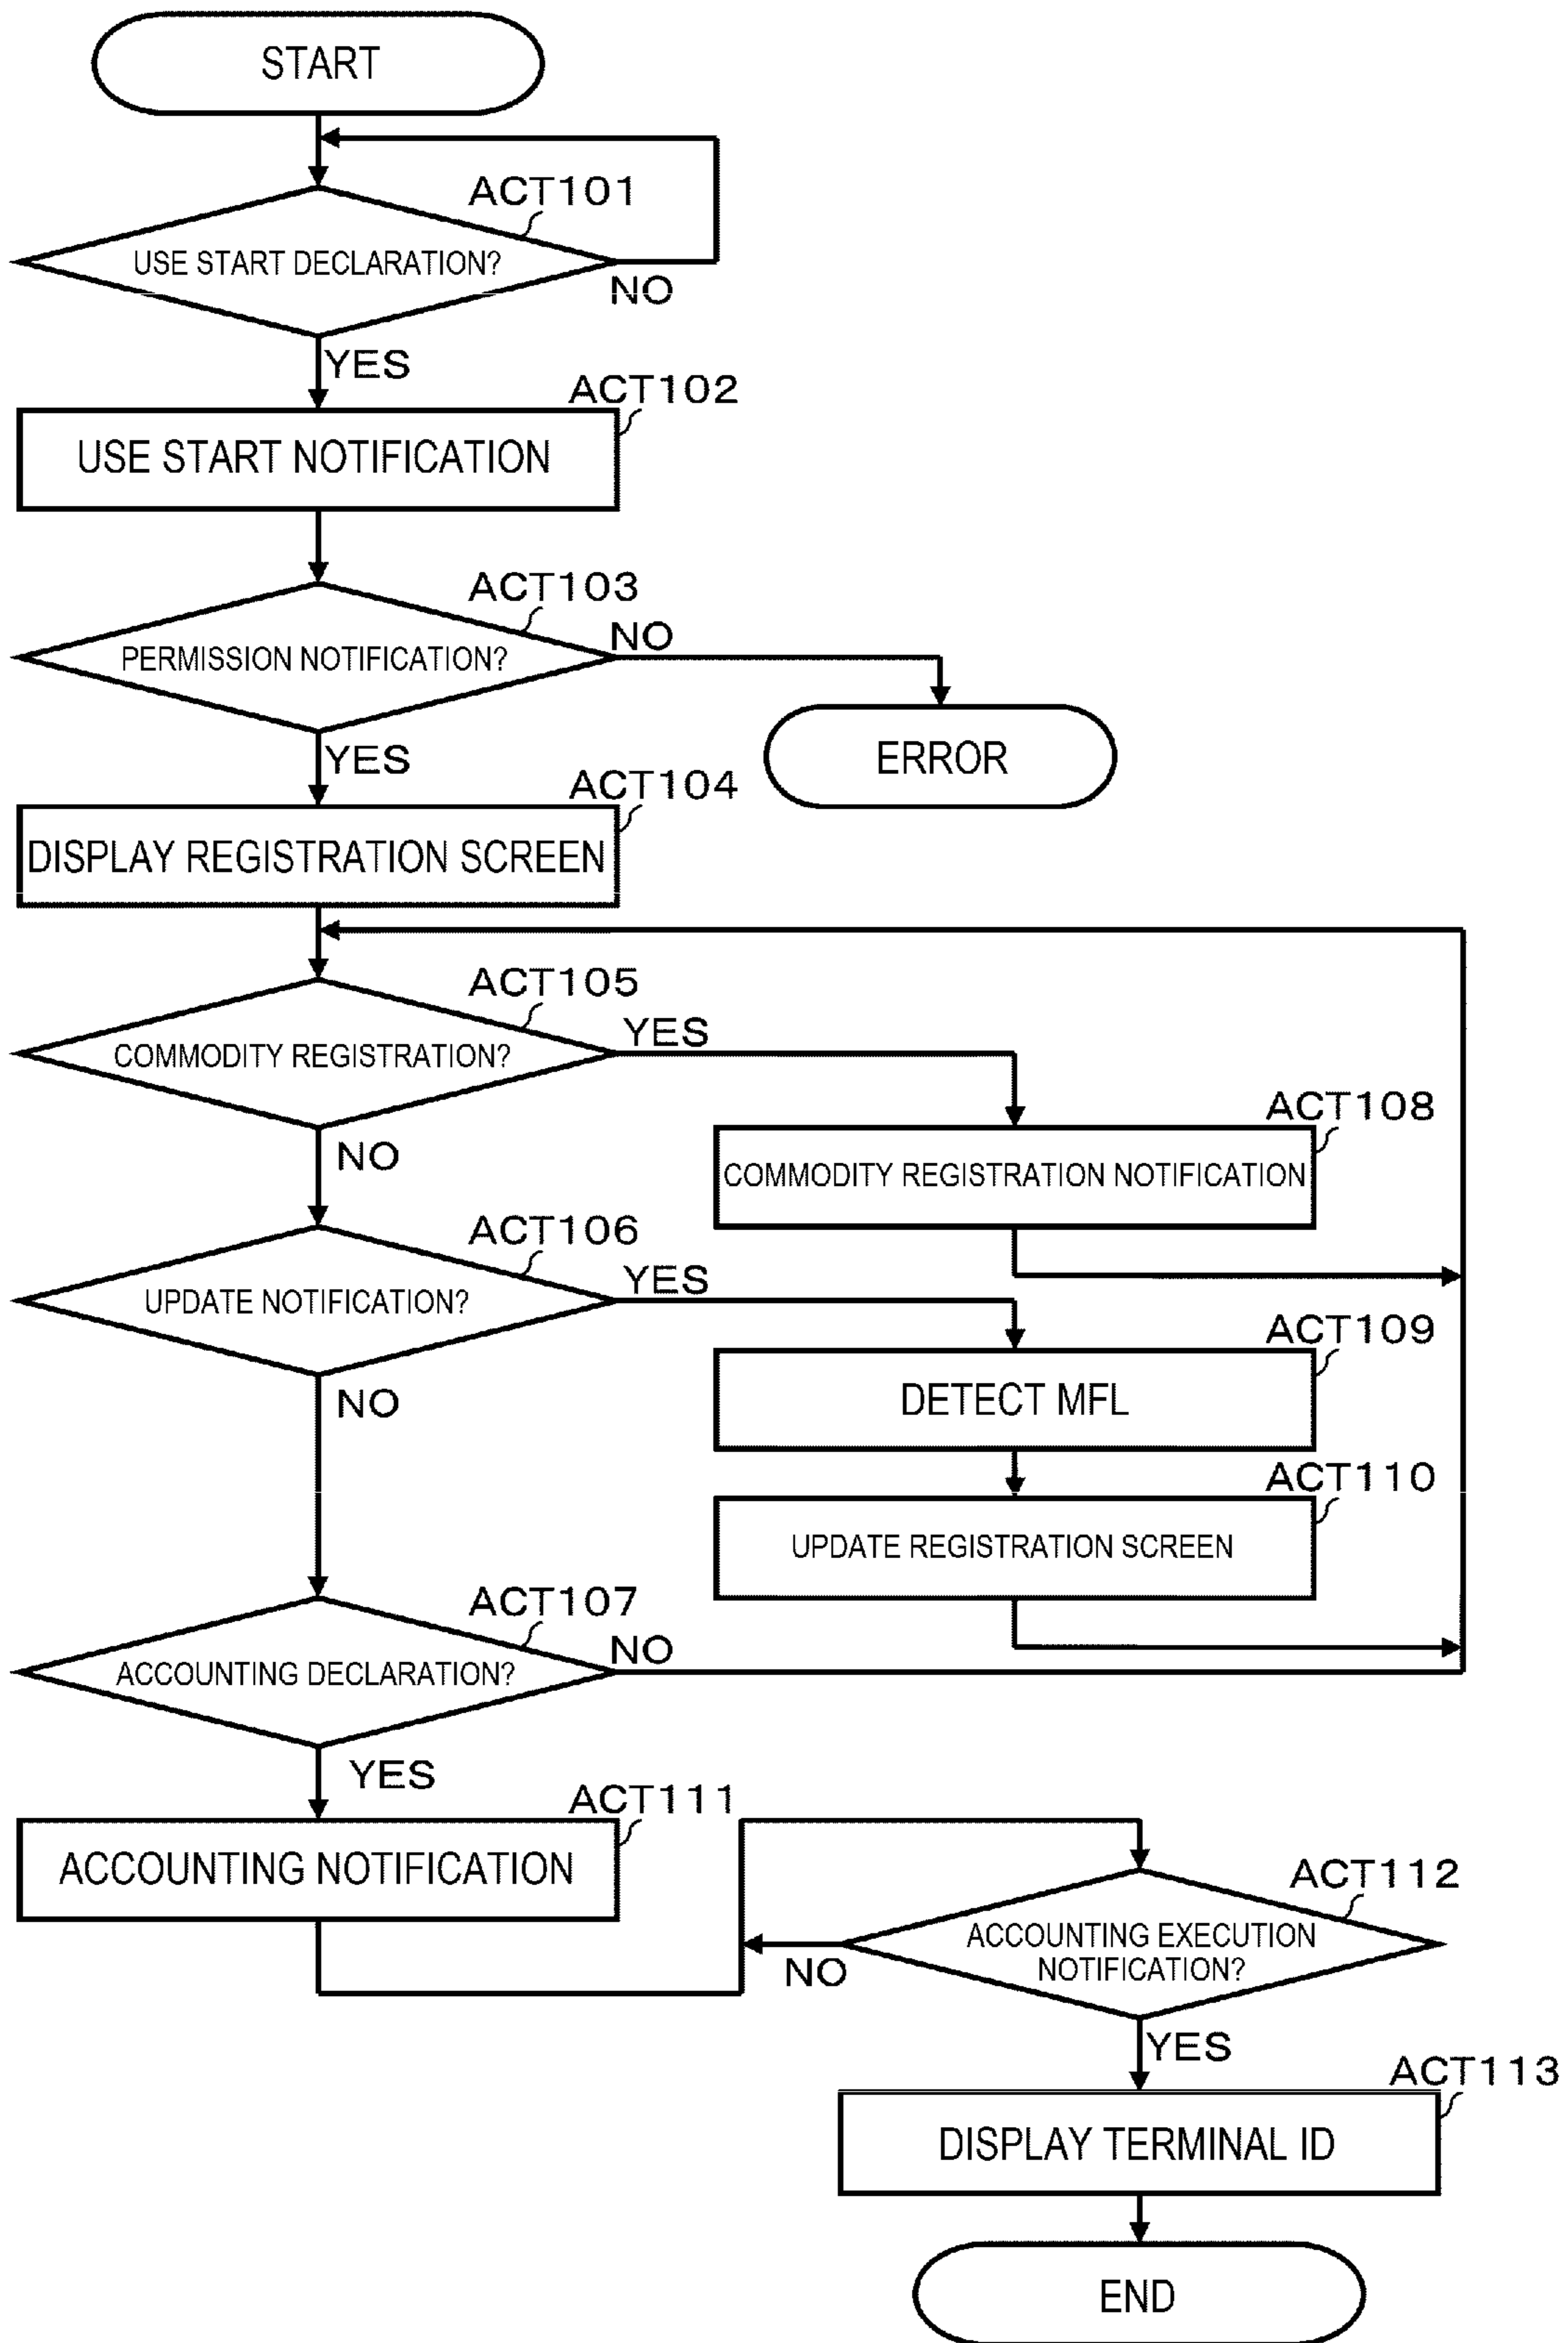 START
ACT101
USE START DECLARATION?
NO
YES
ACT102
USE START NOTIFICATION
ACT103
NO
PERMISSION NOTIFICATION?
ERROR
YES
ACT104
DISPLAY REGISTRATION SCREEN
ACT105
YES
COMMODITY REGISTRATION?
ACT108
NO
COMMODITY REGISTRATION NOTIFICATION
ACT106
YES
UPDATE NOTIFICATION?
ACT109
NO
DETECT MFL
ACT110
UPDATE REGISTRATION SCREEN
ACT107
NO
ACCOUNTING DECLARATION?
YES
ACT111
ACCOUNTING NOTIFICATION
ACT112
ACCOUNTING EXECUTION
NOTIFICATION?
NO
YES
ACT113
DISPLAY TERMINAL ID
END